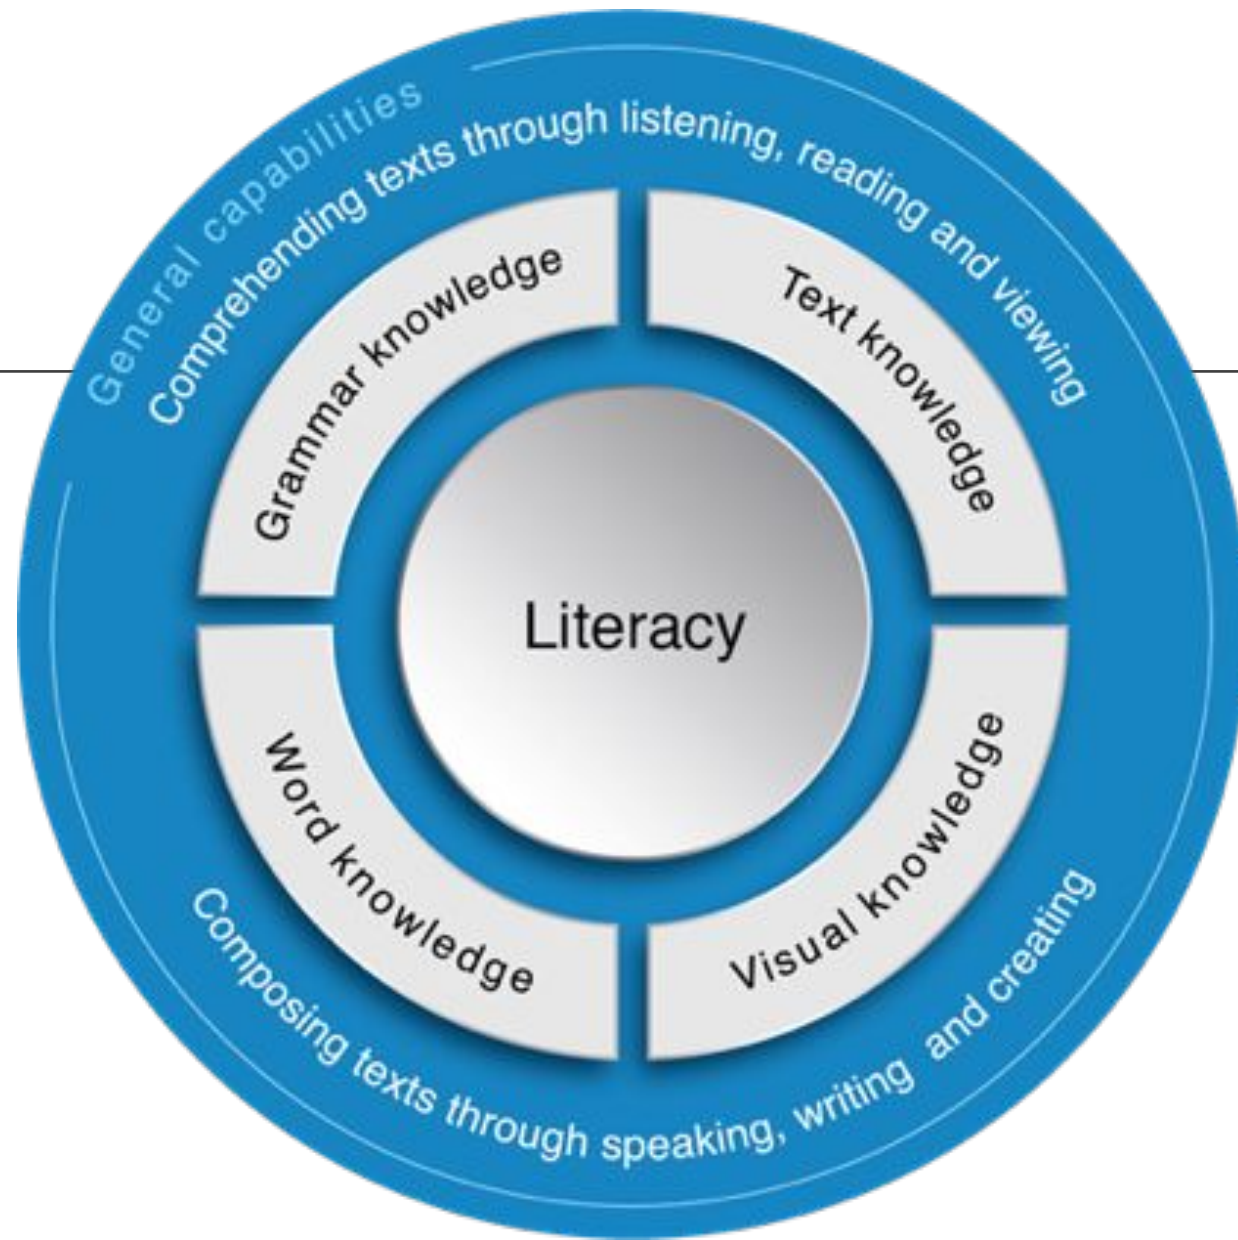 General capabilities
Comprehending texts through listening, reading and viewing
Grammar knowledge
Text knowledge
Literacy
Word knowledge
Visual knowledge
Composing texts through speaking, writing and creating